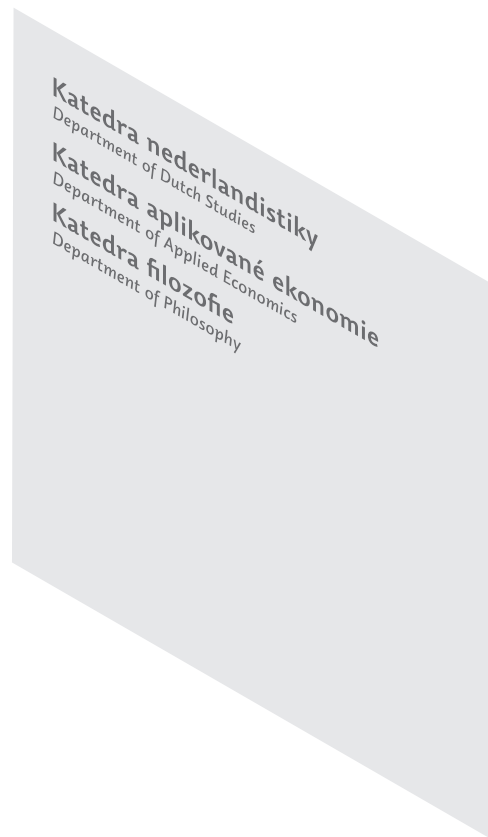 Katedra nederlandistiky
Department of Dutch Studies
Katedra aplikované ekonomie
Department of Applied Economics
Katedra filozofie
Department of Philosophy